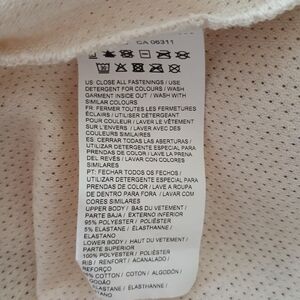 CA 06311
US: CLOSE ALL FASTENINGS / USE
DETERGENT FOR COLOURS / WASH
GARMENT INSIDE OUT / WASH WITH
SIMILAR COLOURS
FR: FERMER TOUTES LES FERMETURES
ÉCLAIRS / UTILISER DÉTERGENT
POUR COULEUR / LAVER LE VÊTEMENT
SUR L'ENVERS / LAVER AVEC DES
COULEURS SIMILAIRES
ES: CERRAR TODAS LAS ABERTURAS /
UTILIZAR DETERGENTE ESPECIAL PARA
PRENDAS DE COLOR / LAVE LA PRENDA
DEL REVÉS / LAVAR CON COLORES
SIMILARES
PT: FECHAR TODOS OS FECHOS /
UTILIZAR DETERGENTE ESPECIAL PARA
PRENDAS DE COLOR / LAVE A ROUPA
DE DENTRO PARA FORA / LAVAR COM
CORES SIMILARES
UPPER BODY / BAS DU VETEMENT /
PARTE BAJA / EXTERNO INFERIOR
95% POLYESTER / POLIÉSTER
5% ELASTANE / ÉLASTHANNE /
ELASTANO
LOWER BODY / HAUT DU VETEMENT /
PARTE SUPERIOR
100% POLYESTER / POLIÉSTER
RIB / RENFORT / ACANALADO /
REFORÇO
% COTTON / COTON / ALGODÓN /
ALGODÃO
ELASTANE / ÉLASTHANNE /
ELASTANO